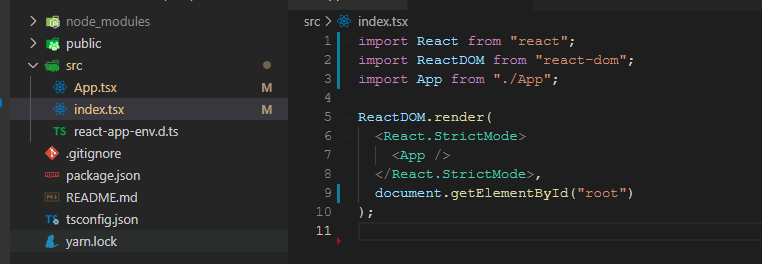 node_modules
public
src
App.tsx M
index.tsx M
TS react-app-env.d.ts
.gitignore
package.json
README.md
TS tsconfig.json
yarn.lock
src > index.tsx
1 import React from "react";
2 import ReactDOM from "react-dom";
3 import App from "./App";
4
5 ReactDOM.render(
6 <React.StrictMode>
7 <App />
8 </React.StrictMode>,
9 document.getElementById("root")
10 );
11